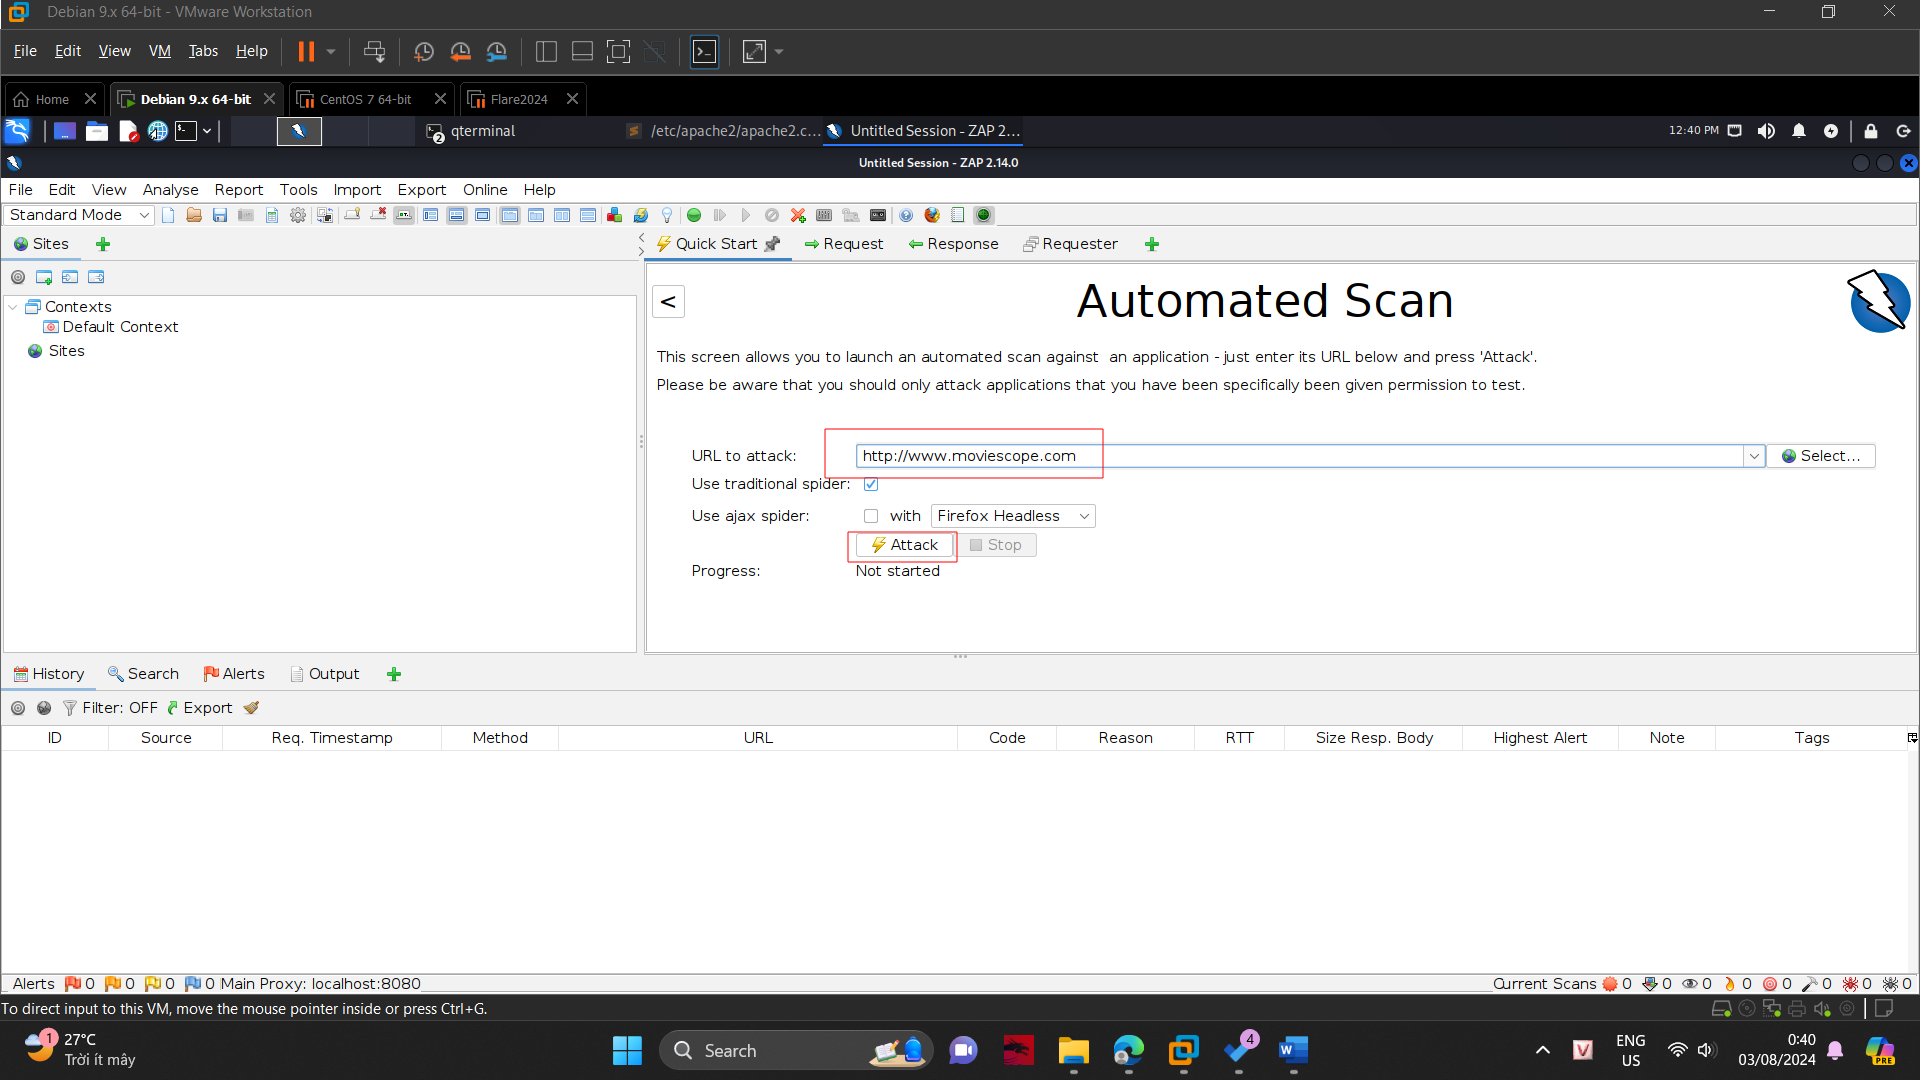 Debian 9.x 64-bit - VMware Workstation
File Edit View VM Tabs Help
Home Debian 9.x 64-bit CentOS 7 64-bit Flare2024
2 qterminal /etc/apache2/apache2.c... Untitled Session - ZAP 2... 12:40 PM
Untitled Session - ZAP 2.14.0
File Edit View Analyse Report Tools Import Export Online Help
Standard Mode
Sites
Quick Start Request Response Requester
Contexts
Default Context
Sites
<
Automated Scan
This screen allows you to launch an automated scan against an application - just enter its URL below and press 'Attack'.
Please be aware that you should only attack applications that you have been specifically been given permission to test.
URL to attack: http://www.moviescope.com Select...
Use traditional spider:
Use ajax spider: with Firefox Headless
Attack Stop
Progress: Not started
History Search Alerts Output
Filter: OFF Export
ID Source Req. Timestamp Method URL Code Reason RTT Size Resp. Body Highest Alert Note Tags
Alerts 0 0 0 0 Main Proxy: localhost:8080 Current Scans 0 0 0 0 0 0 0 0
To direct input to this VM, move the mouse pointer inside or press Ctrl+G.
1 27°C
Trời ít mây
Search
4
ENG
US
0:40
03/08/2024
PRE